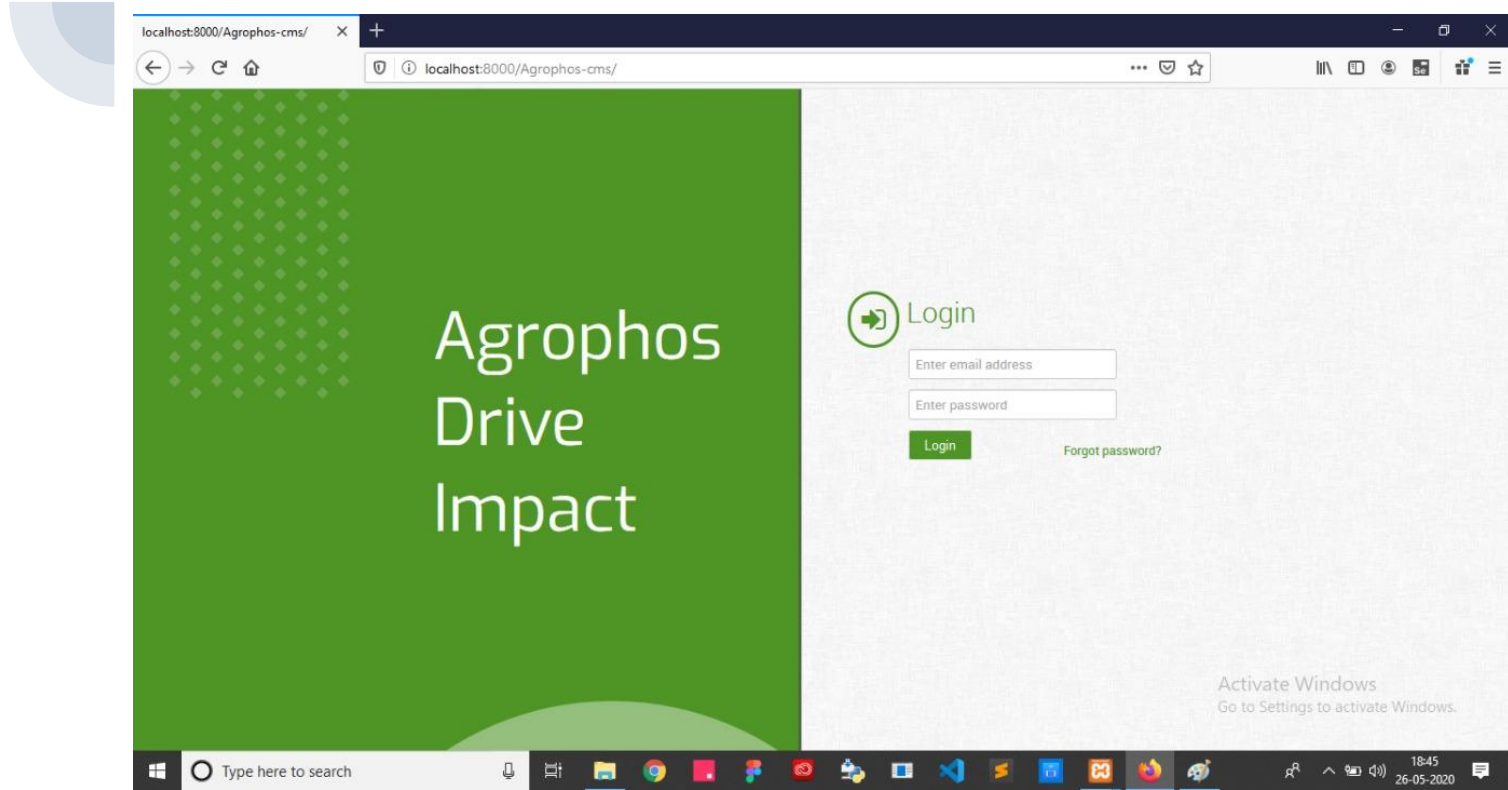 localhost:8000/Agrophos-cms/
localhost:8000/Agrophos-cms/
Se
Agrophos
Drive
Impact
Login
Enter email address
Enter password
Login
Forgot password?
Activate Windows
Go to Settings to activate Windows.
Type here to search
18:45
26-05-2020